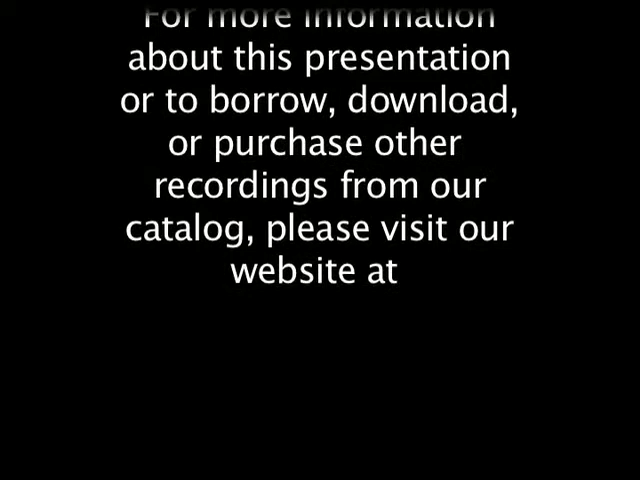 For more information
about this presentation
or to borrow, download,
or purchase other
recordings from our
catalog, please visit our
website at